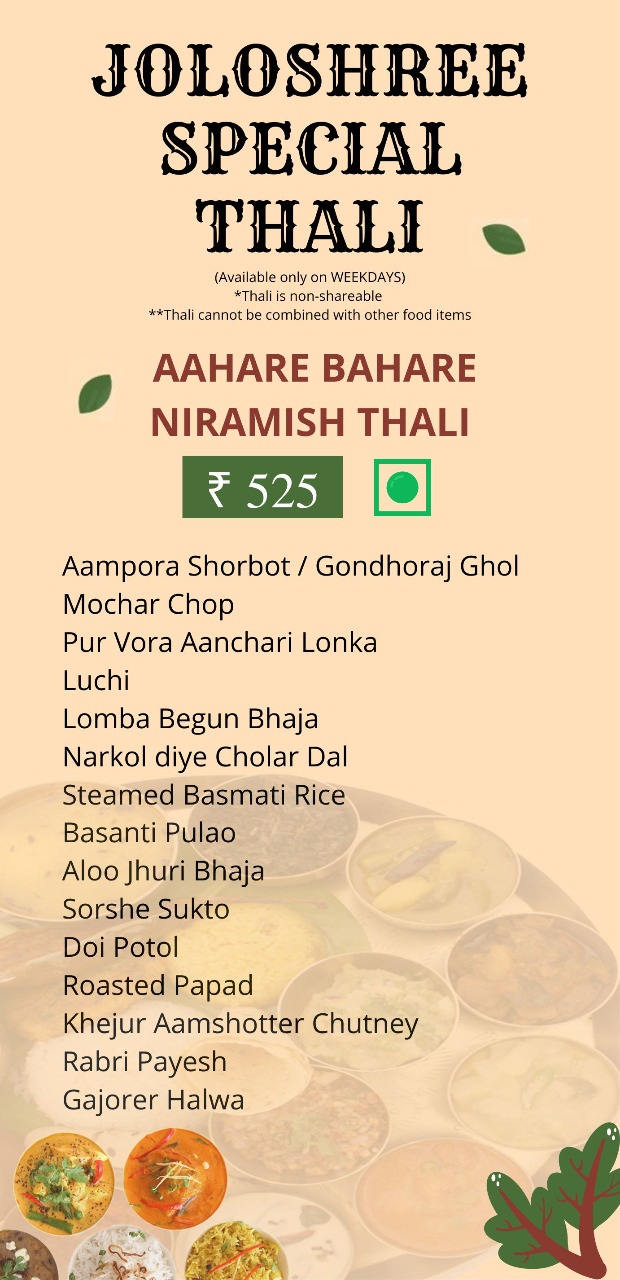 JOLOSHREE
SPECIAL
THALI
(Available only on WEEKDAYS)
*Thali is non-shareable
**Thali cannot be combined with other food items
AAHARE BAHARE
NIRAMISH THALI
₹ 525
Aampora Shorbot / Gondhoraj Ghol
Mochar Chop
Pur Vora Aanchari Lonka
Luchi
Lomba Begun Bhaja
Narkol diye Cholar Dal
Steamed Basmati Rice
Basanti Pulao
Aloo Jhuri Bhaja
Sorshe Sukto
Doi Potol
Roasted Papad
Khejur Aamshotter Chutney
Rabri Payesh
Gajorer Halwa